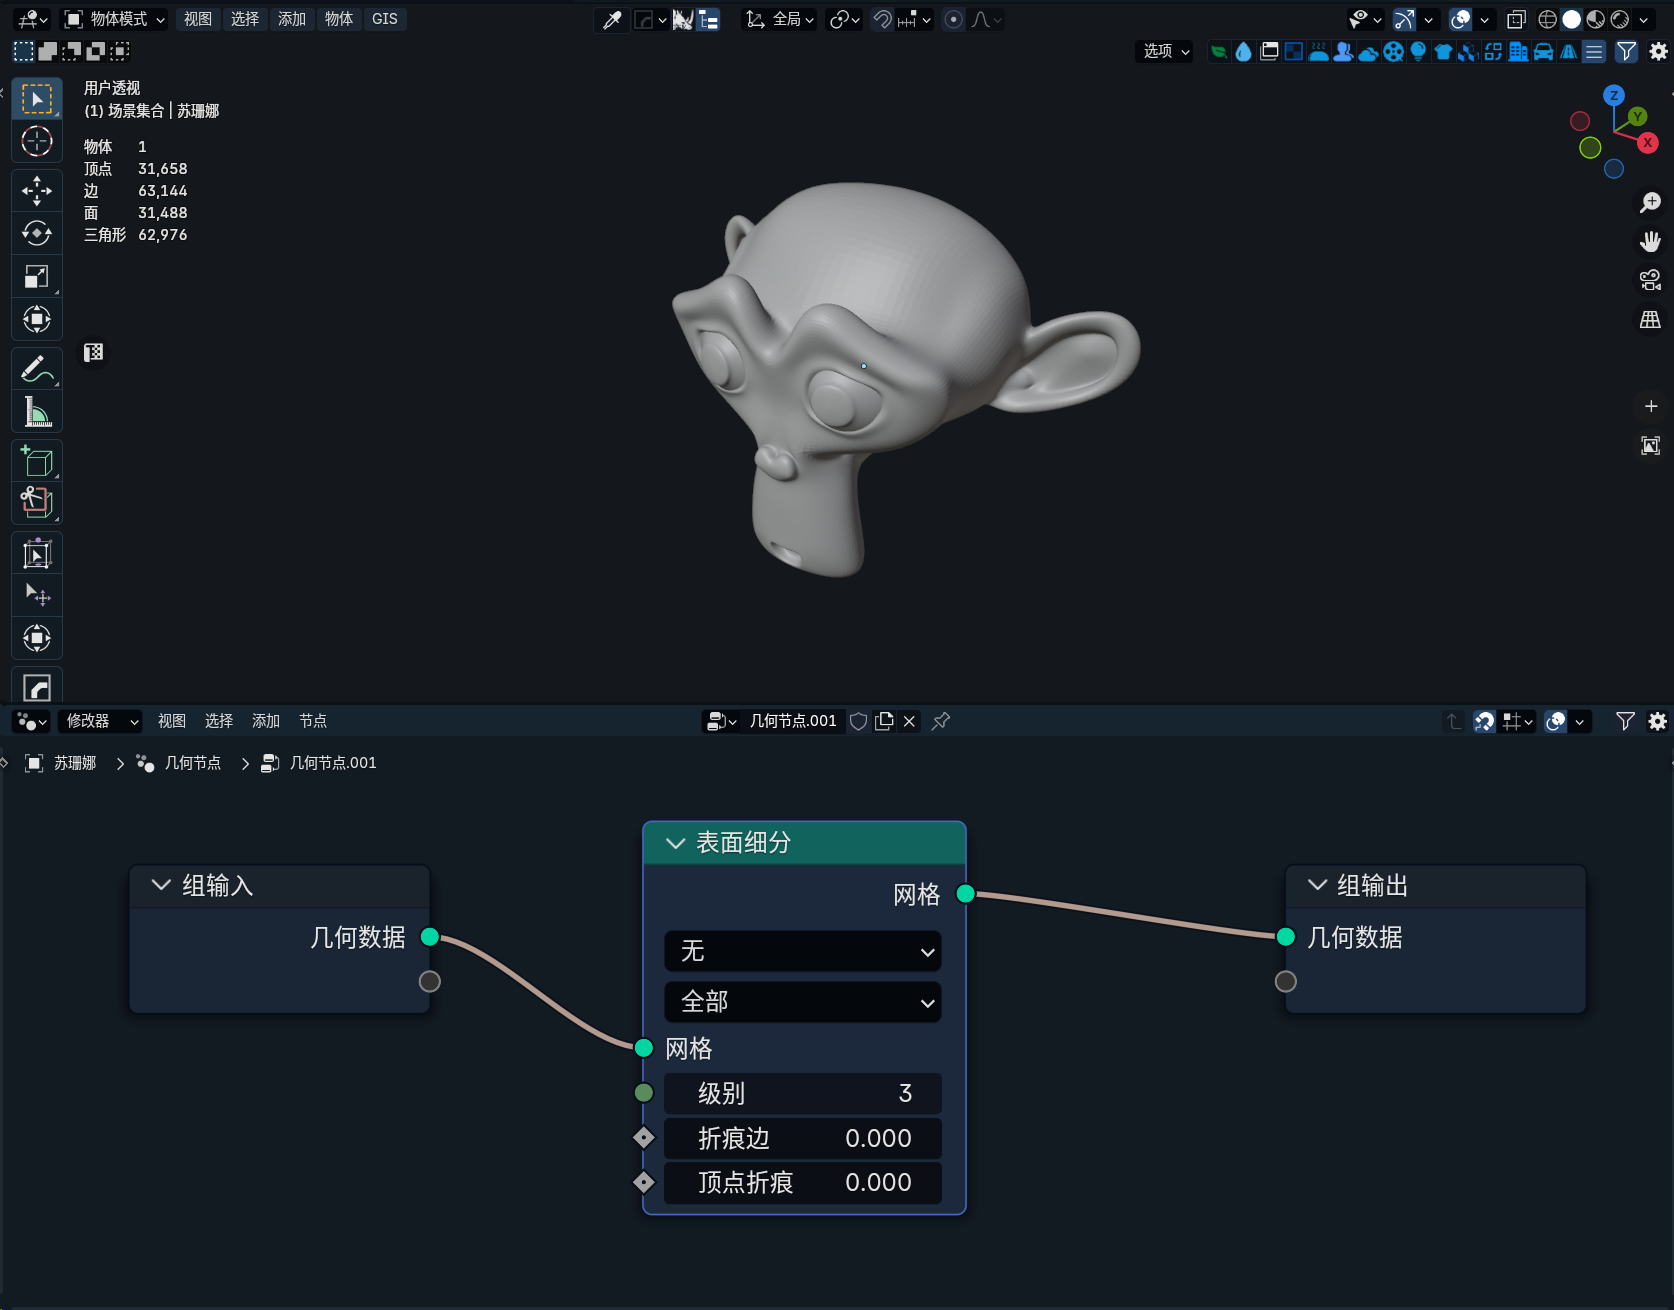 物体模式 视图 选择 添加 物体 GIS 全局
选项
用户透视
(1) 场景集合 | 苏珊娜
物体 1
顶点 31,658
边 63,144
面 31,488
三角形 62,976
Z
Y
X
修改器 视图 选择 添加 节点 几何节点.001
苏珊娜 几何节点 几何节点.001
组输入
几何数据
表面细分
网格
无
全部
网格
级别 3
折痕边 0.000
顶点折痕 0.000
组输出
几何数据